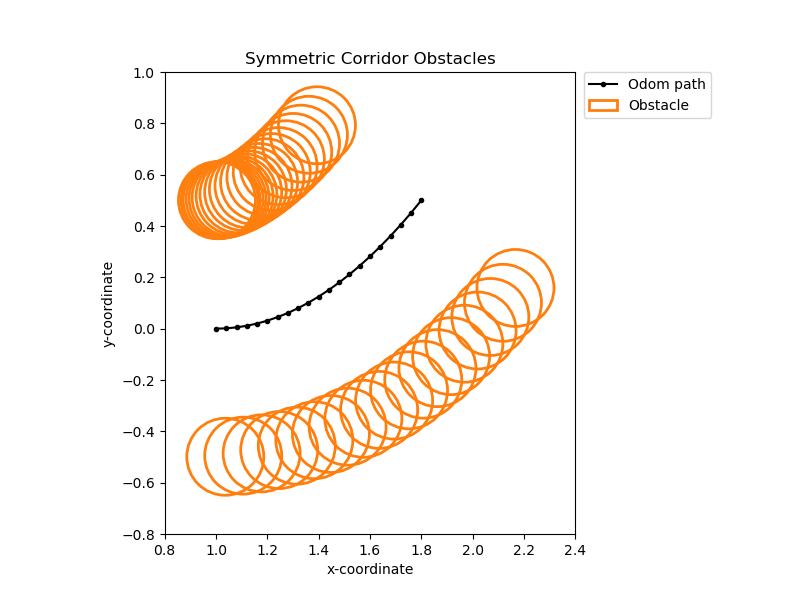 Symmetric Corridor Obstacles
Odom path
Obstacle
y-coordinate
1.0
0.8
0.6
0.4
0.2
0.0
−0.2
−0.4
−0.6
−0.8
0.8 1.0 1.2 1.4 1.6 1.8 2.0 2.2 2.4
x-coordinate